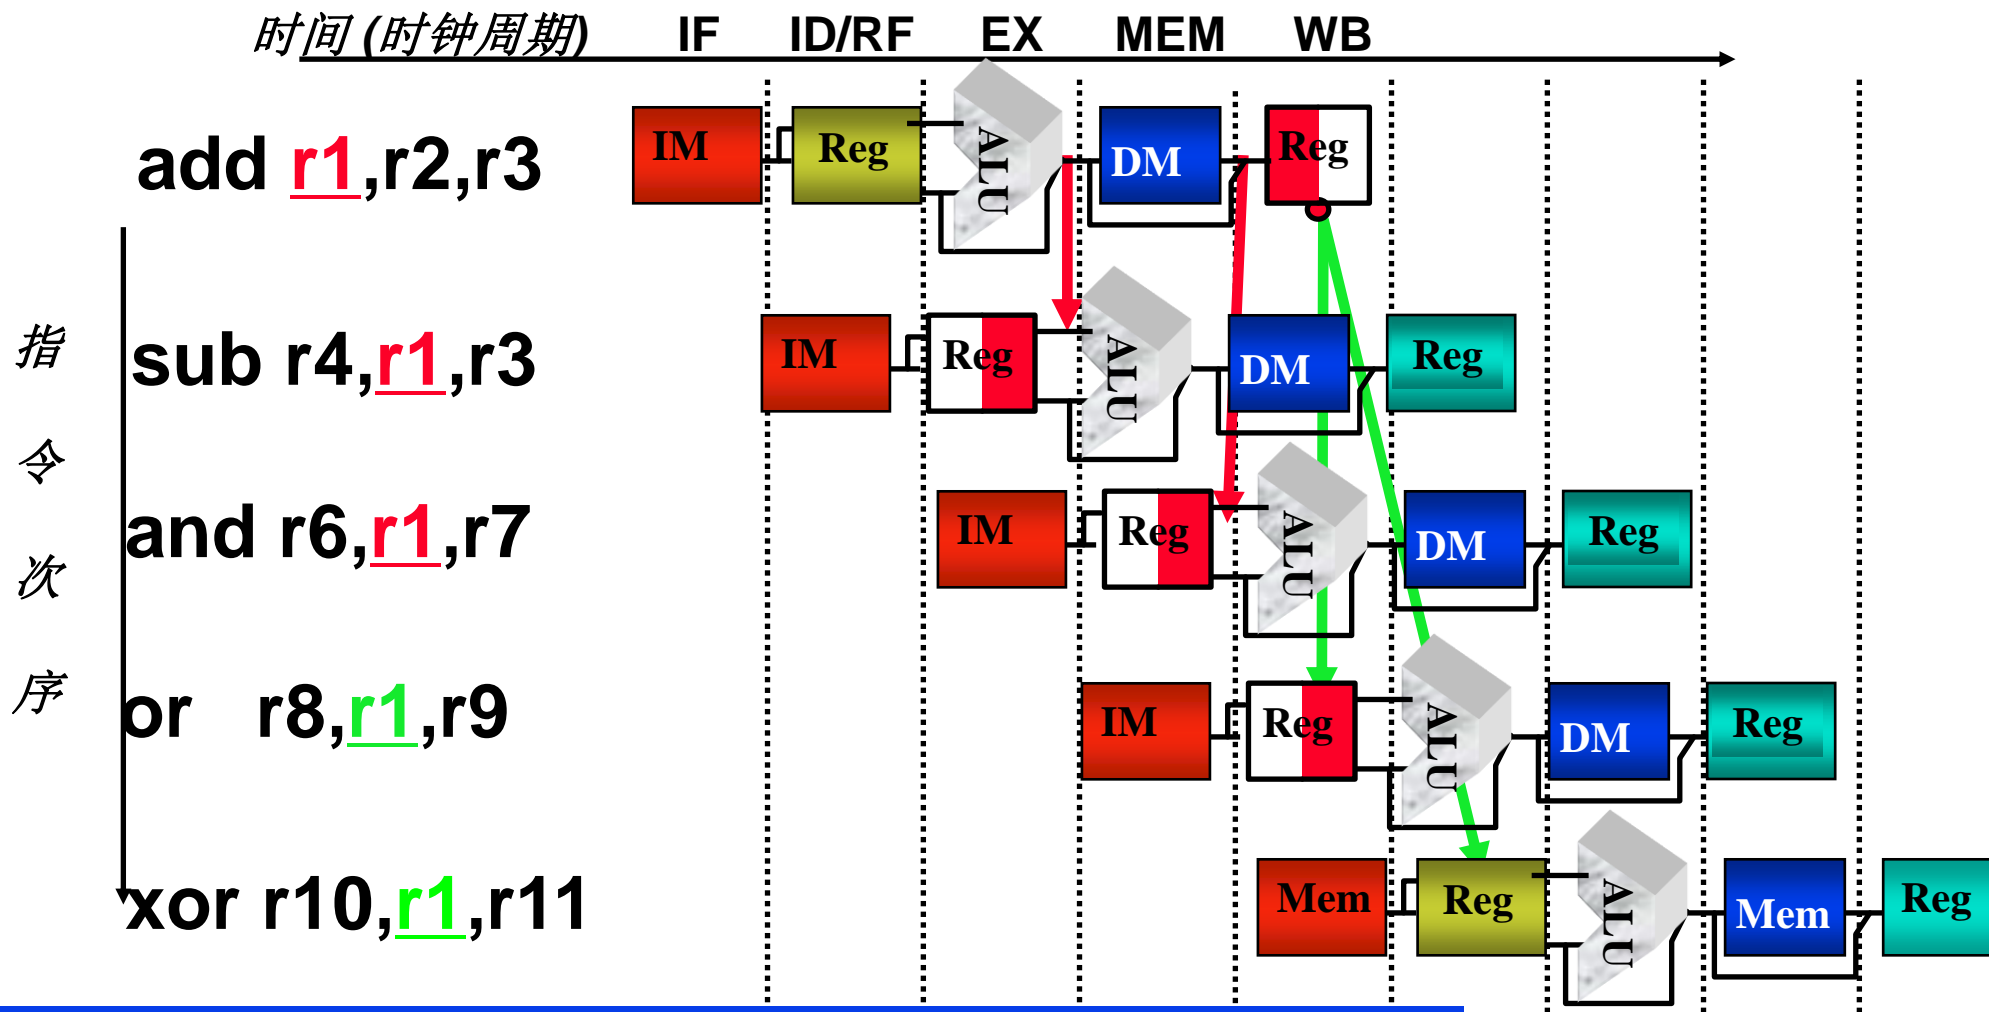 时间 (时钟周期) IF ID/RF EX MEM WB
add r1,r2,r3 IM Reg ALU DM Reg
sub r4,r1,r3 IM Reg ALU DM Reg
and r6,r1,r7 IM Reg ALU DM Reg
or r8,r1,r9 IM Reg ALU DM Reg
xor r10,r1,r11 Mem Reg ALU Mem Reg
指
令
次
序